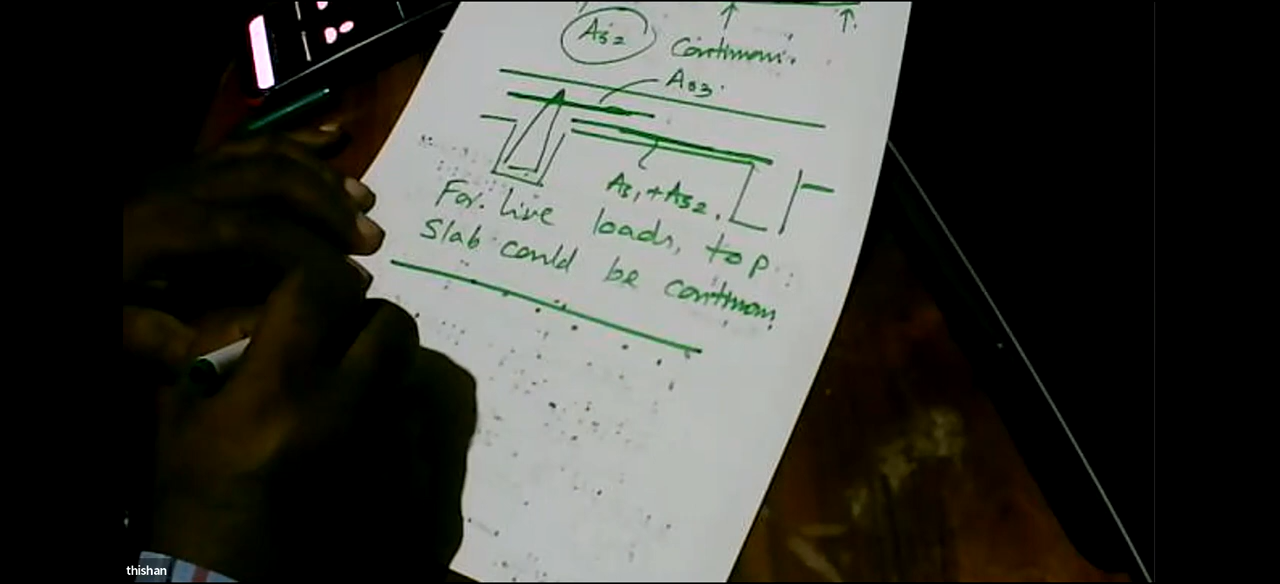 As2 Continuous.
As3.
As1 + As2.
For live loads, top
Slab could be continuous
thishan